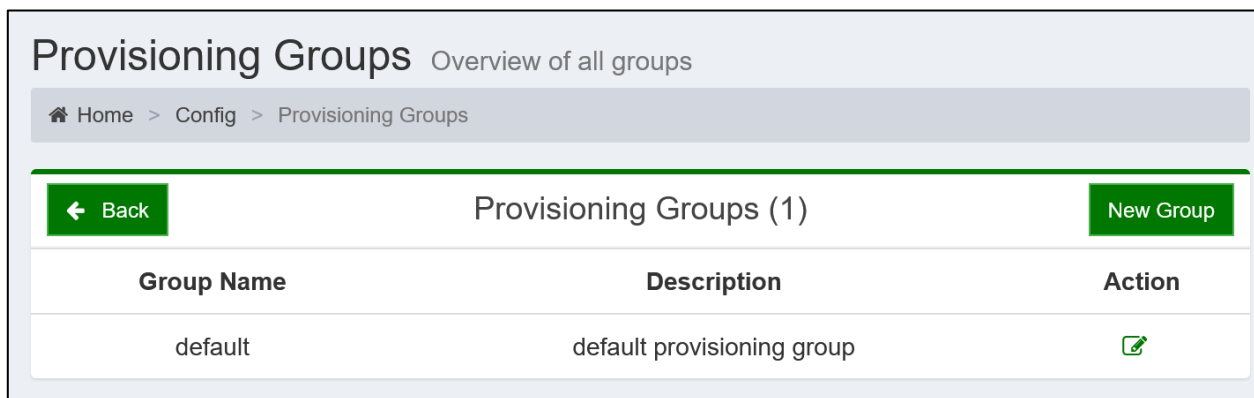 Provisioning Groups Overview of all groups
Home > Config > Provisioning Groups
Back Provisioning Groups (1) New Group
Group Name Description Action
default default provisioning group